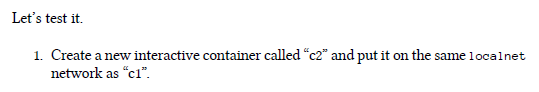 Let’s test it.
1. Create a new interactive container called “c2” and put it on the same localnet
network as “c1”.